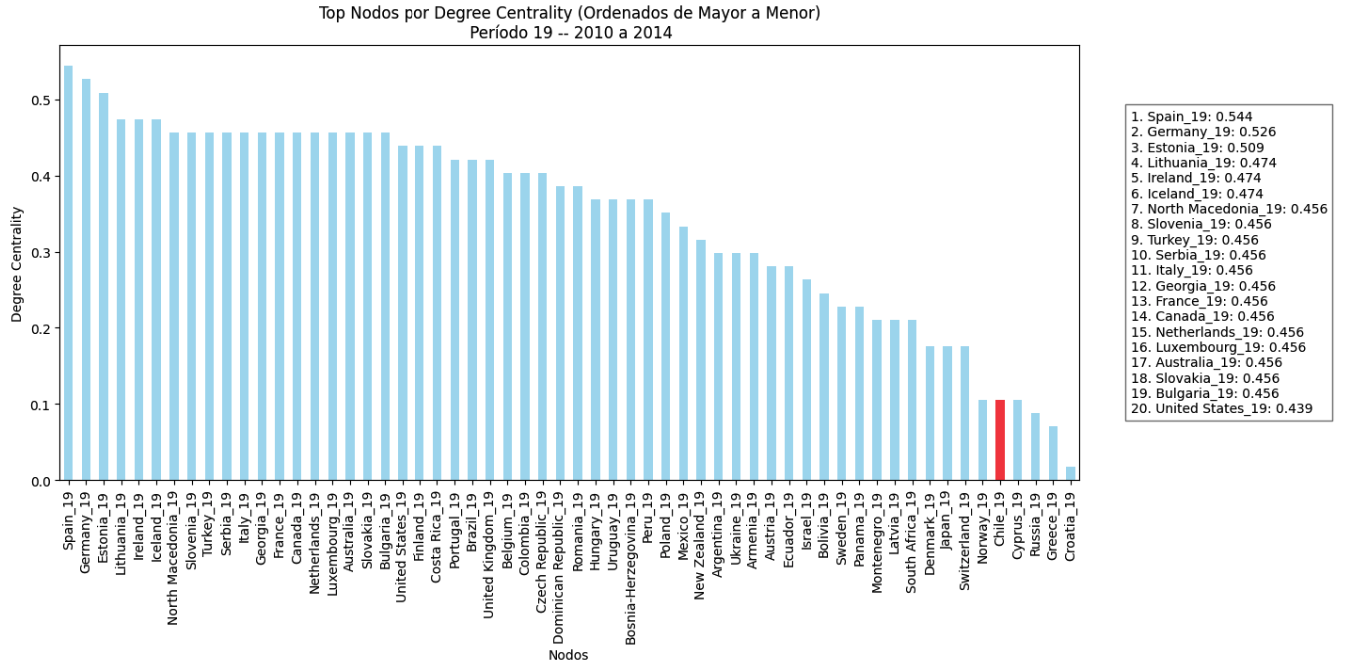 Top Nodos por Degree Centrality (Ordenados de Mayor a Menor)
Período 19 -- 2010 a 2014
Degree Centrality
0.5
0.4
0.3
0.2
0.1
0.0
Spain_19
Germany_19
Estonia_19
Lithuania_19
Ireland_19
Iceland_19
North Macedonia_19
Slovenia_19
Turkey_19
Serbia_19
Italy_19
Georgia_19
France_19
Canada_19
Netherlands_19
Luxembourg_19
Australia_19
Slovakia_19
Bulgaria_19
United States_19
Finland_19
Costa Rica_19
Portugal_19
Brazil_19
United Kingdom_19
Belgium_19
Colombia_19
Czech Republic_19
Dominican Republic_19
Romania_19
Hungary_19
Uruguay_19
Bosnia-Herzegovina_19
Peru_19
Poland_19
Mexico_19
New Zealand_19
Argentina_19
Ukraine_19
Armenia_19
Austria_19
Ecuador_19
Israel_19
Bolivia_19
Sweden_19
Panama_19
Montenegro_19
Latvia_19
South Africa_19
Denmark_19
Japan_19
Switzerland_19
Norway_19
Chile_19
Cyprus_19
Russia_19
Greece_19
Croatia_19
Nodos
1. Spain_19: 0.544
2. Germany_19: 0.526
3. Estonia_19: 0.509
4. Lithuania_19: 0.474
5. Ireland_19: 0.474
6. Iceland_19: 0.474
7. North Macedonia_19: 0.456
8. Slovenia_19: 0.456
9. Turkey_19: 0.456
10. Serbia_19: 0.456
11. Italy_19: 0.456
12. Georgia_19: 0.456
13. France_19: 0.456
14. Canada_19: 0.456
15. Netherlands_19: 0.456
16. Luxembourg_19: 0.456
17. Australia_19: 0.456
18. Slovakia_19: 0.456
19. Bulgaria_19: 0.456
20. United States_19: 0.439